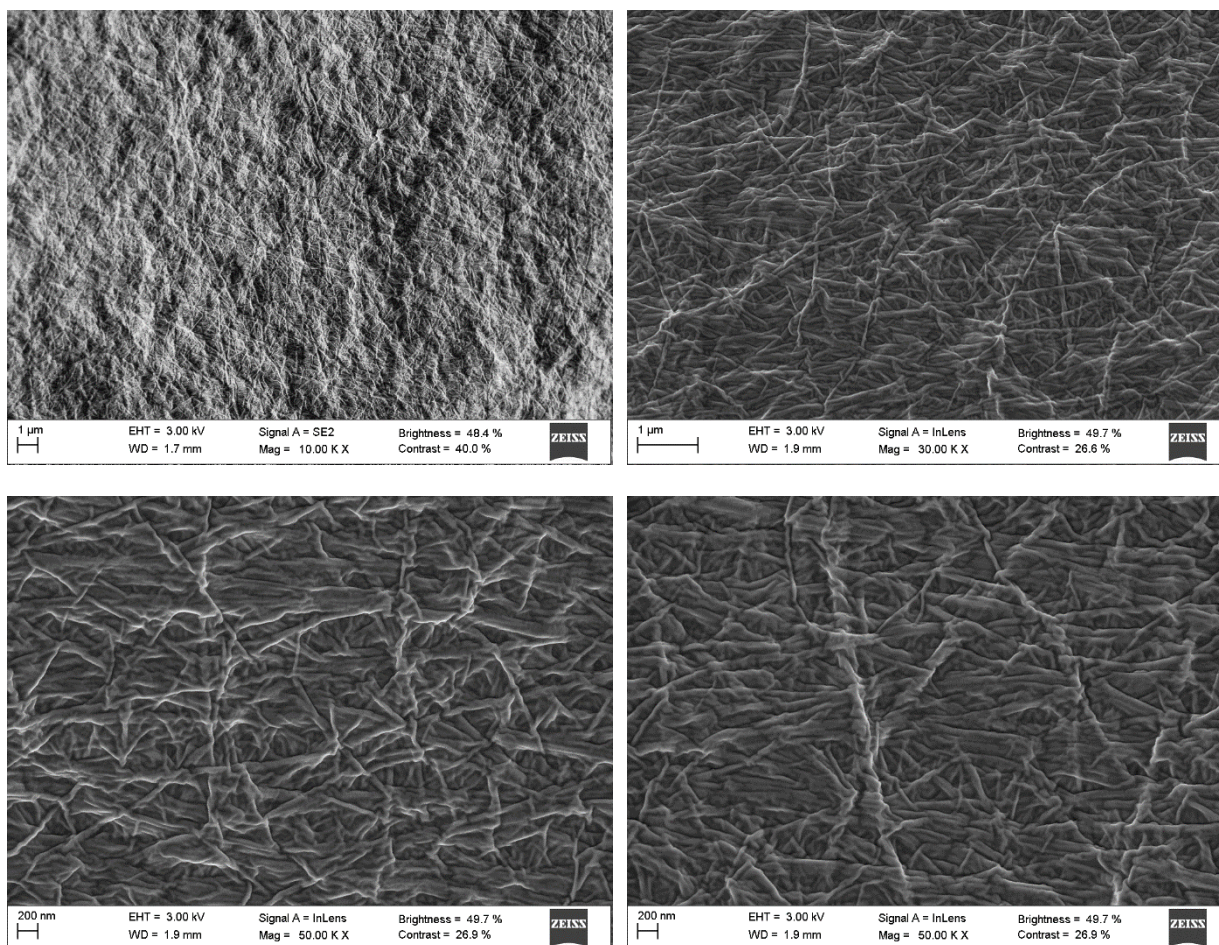 1 µm EHT = 3.00 kV Signal A = SE2 Brightness = 48.4 % ZEISS
WD = 1.7 mm Mag = 10.00 K X Contrast = 40.0 %
1 µm EHT = 3.00 kV Signal A = InLens Brightness = 49.7 % ZEISS
WD = 1.9 mm Mag = 30.00 K X Contrast = 26.6 %
200 nm EHT = 3.00 kV Signal A = InLens Brightness = 49.7 % ZEISS
WD = 1.9 mm Mag = 50.00 K X Contrast = 26.9 %
200 nm EHT = 3.00 kV Signal A = InLens Brightness = 49.7 % ZEISS
WD = 1.9 mm Mag = 50.00 K X Contrast = 26.9 %